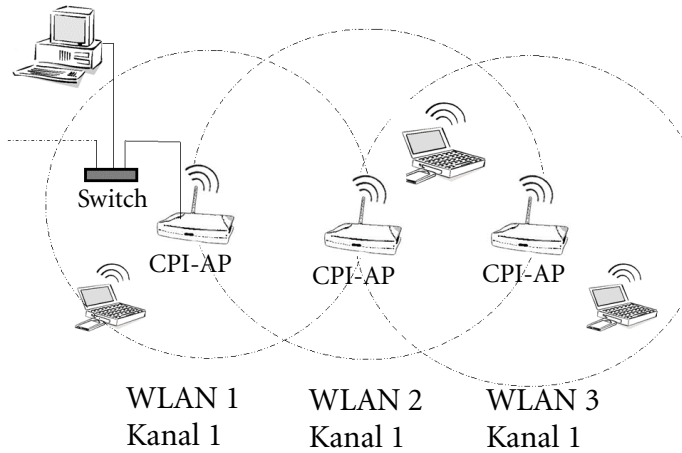 Switch
CPI-AP
CPI-AP
CPI-AP
WLAN 1
Kanal 1
WLAN 2
Kanal 1
WLAN 3
Kanal 1